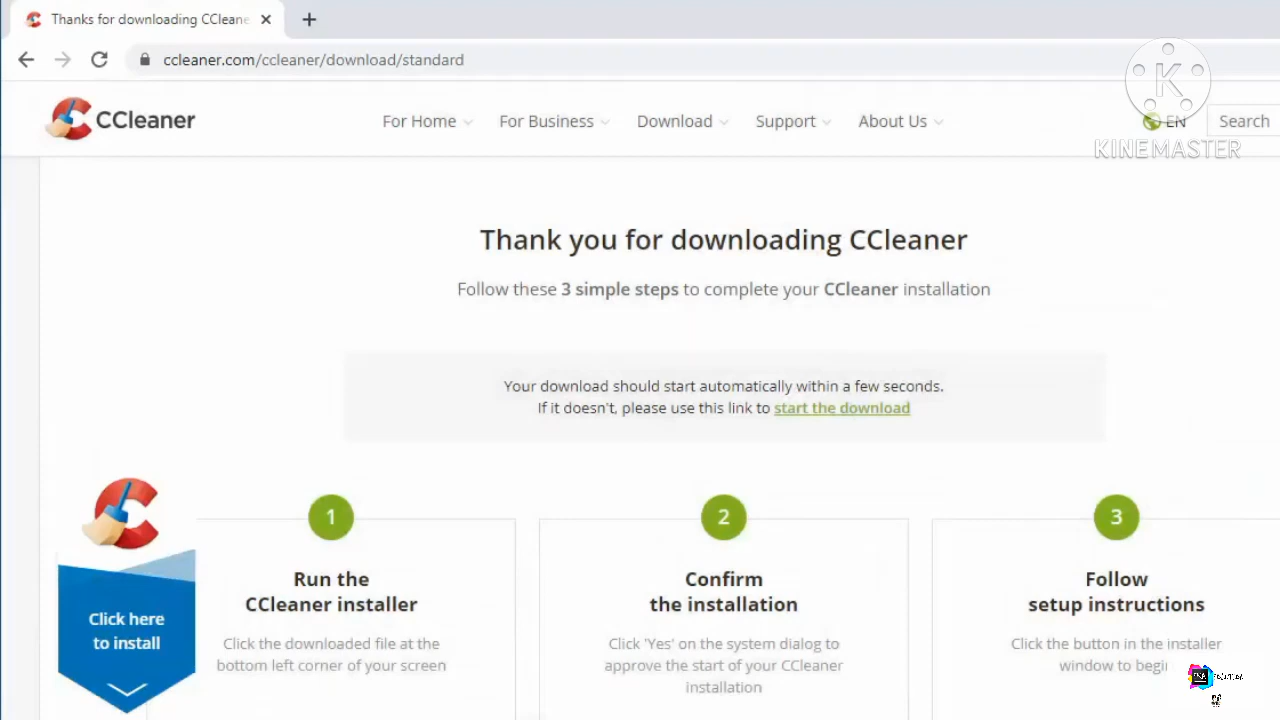 Thanks for downloading CCleane
ccleaner.com/ccleaner/download/standard
CCleaner
For Home
For Business
Download
Support
About Us
EN
Search
K
KINEMASTER
Thank you for downloading CCleaner
Follow these 3 simple steps to complete your CCleaner installation
Your download should start automatically within a few seconds.
If it doesn't, please use this link to start the download
1
Run the
CCleaner installer
Click the downloaded file at the
bottom left corner of your screen
2
Confirm
the installation
Click 'Yes' on the system dialog to
approve the start of your CCleaner
installation
3
Follow
setup instructions
Click the button in the installer
window to begin
Click here
to install